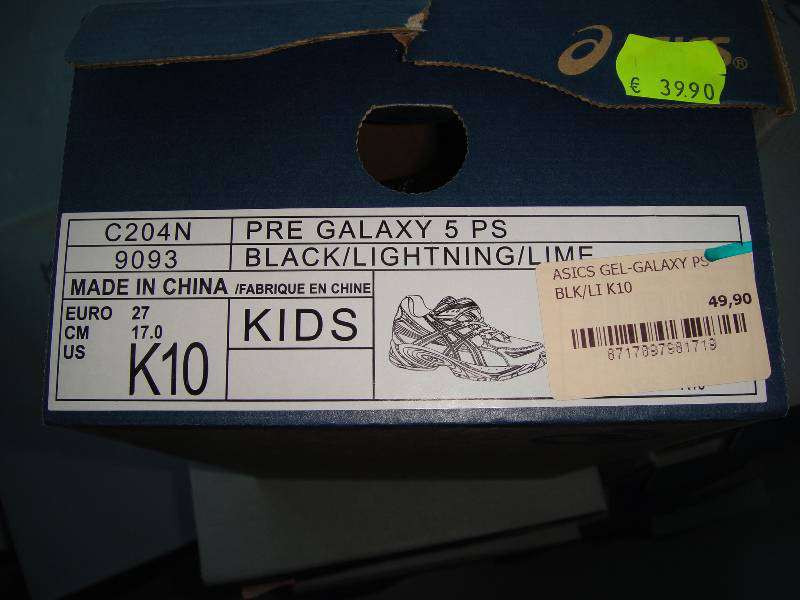 asics®
€ 39.90
C204N PRE GALAXY 5 PS
9093 BLACK/LIGHTNING/LIME
MADE IN CHINA /FABRIQUE EN CHINE
EURO 27
CM 17.0
US K10
KIDS
ASICS GEL-GALAXY PS
BLK/LI K10
49,90
8717897981719